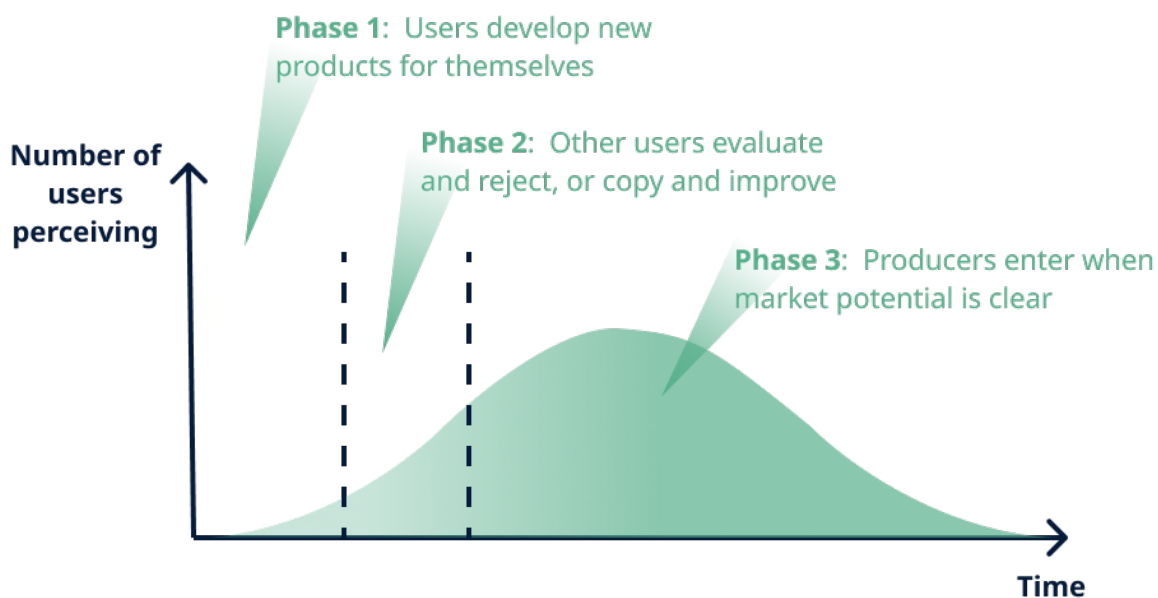 Phase 1:  Users develop new
products for themselves
Phase 2:  Other users evaluate
and reject, or copy and improve
Number of
users
perceiving
Phase 3:  Producers enter when
market potential is clear
Time